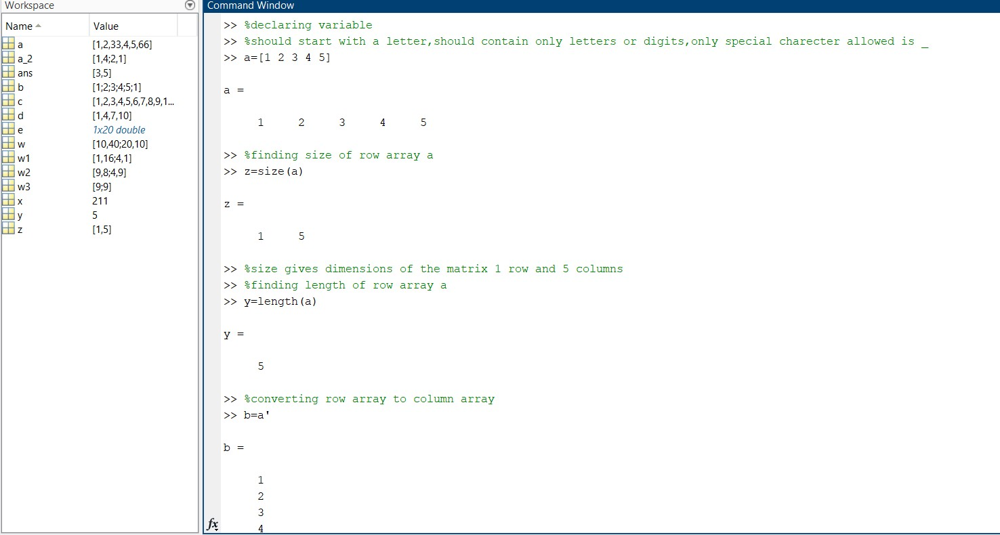 Workspace
Name Value
a [1,2,33,4,5,66]
a_2 [1,4;2,1]
ans [3,5]
b [1;2;3;4;5;1]
c [1,2,3,4,5,6,7,8,9,1...
d [1,4,7,10]
e 1x20 double
w [10,40;20,10]
w1 [1,16;4,1]
w2 [9,8;4,9]
w3 [9;9]
x 211
y 5
z [1,5]
Command Window
>> %declaring variable
>> %should start with a letter,should contain only letters or digits,only special charecter allowed is _
>> a=[1 2 3 4 5]
a =
1 2 3 4 5
>> %finding size of row array a
>> z=size(a)
z =
1 5
>> %size gives dimensions of the matrix 1 row and 5 columns
>> %finding length of row array a
>> y=length(a)
y =
5
>> %converting row array to column array
>> b=a'
b =
1
2
3
4
fx